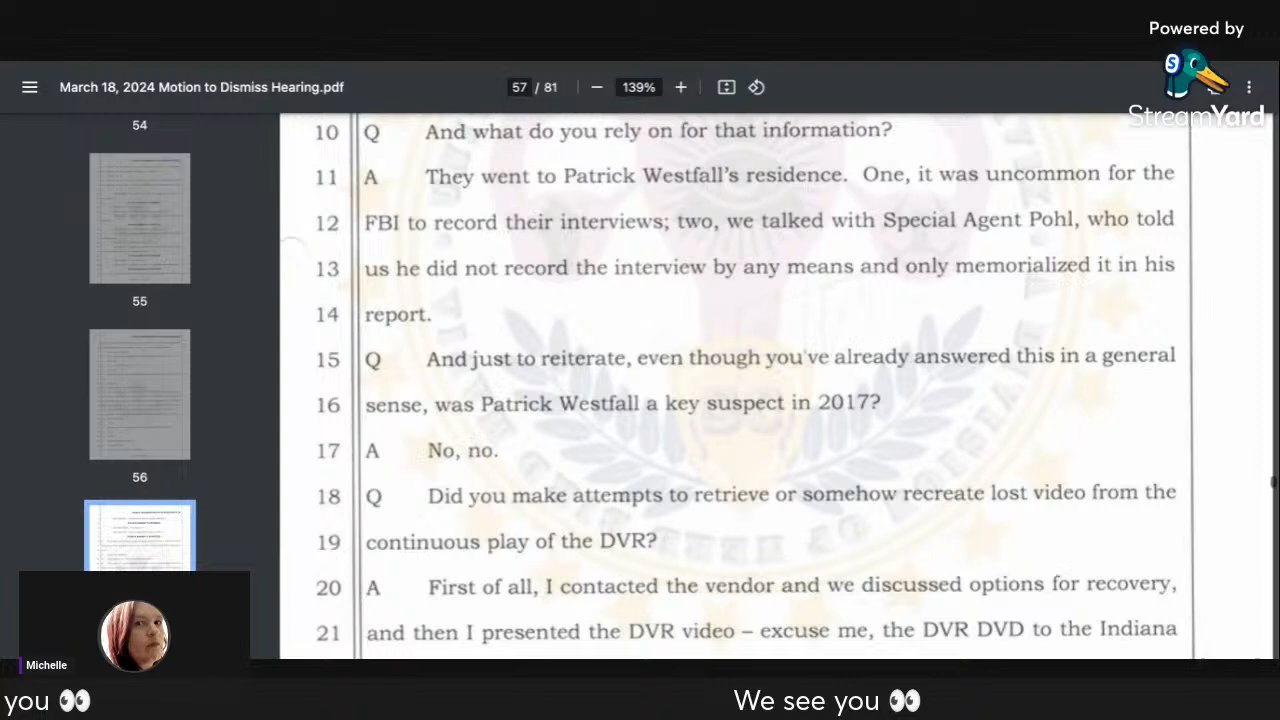 Powered by
StreamYard
March 18, 2024 Motion to Dismiss Hearing.pdf
57 / 81
139%
54
55
56
10 Q And what do you rely on for that information?
11 A They went to Patrick Westfall's residence. One, it was uncommon for the
12 FBI to record their interviews; two, we talked with Special Agent Pohl, who told
13 us he did not record the interview by any means and only memorialized it in his
14 report.
15 Q And just to reiterate, even though you've already answered this in a general
16 sense, was Patrick Westfall a key suspect in 2017?
17 A No, no.
18 Q Did you make attempts to retrieve or somehow recreate lost video from the
19 continuous play of the DVR?
20 A First of all, I contacted the vendor and we discussed options for recovery,
21 and then I presented the DVR video – excuse me, the DVR DVD to the Indiana
Michelle
you 👀 We see you 👀